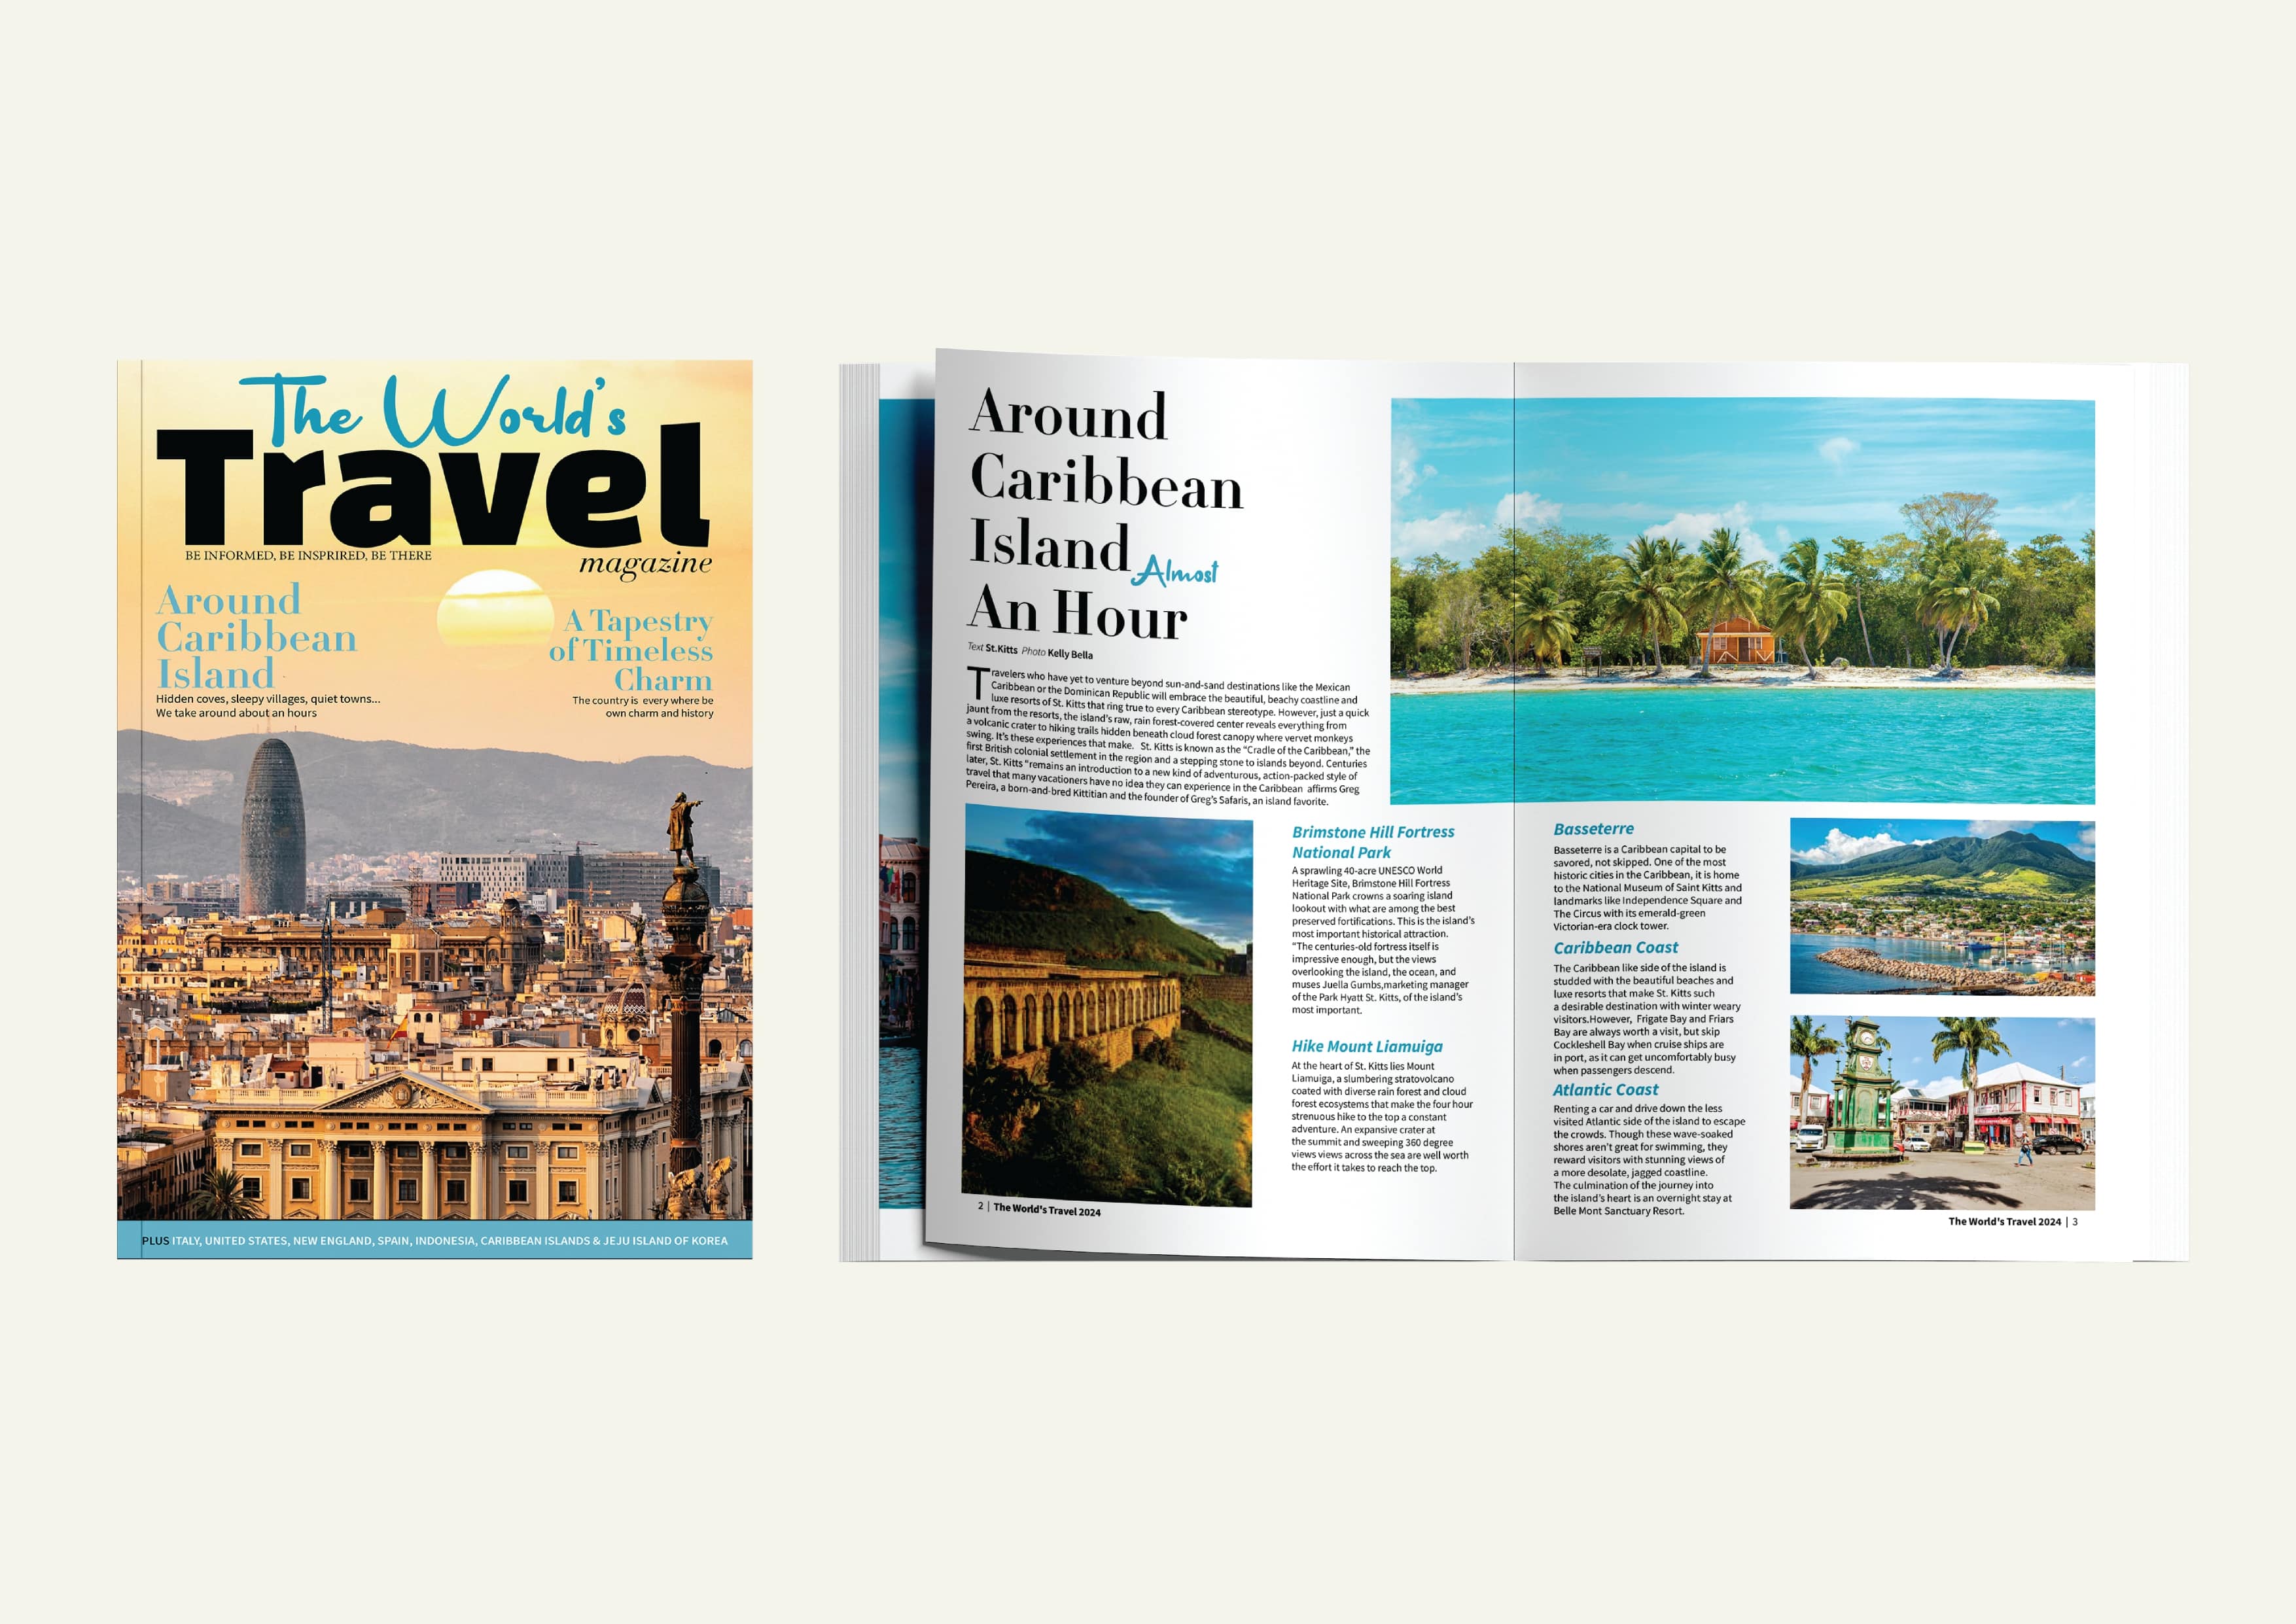 The World's
Travel
BE INFORMED, BE INSPRIRED, BE THERE
magazine
Around
Caribbean
Island
Hidden coves, sleepy villages, quiet towns...
We take around about an hours
A Tapestry
of Timeless
Charm
The country is every where be
own charm and history
PLUS ITALY, UNITED STATES, NEW ENGLAND, SPAIN, INDONESIA, CARIBBEAN ISLANDS & JEJU ISLAND OF KOREA
Around
Caribbean
Island Almost
An Hour
Text St.Kitts Photo Kelly Bella
Travelers who have yet to venture beyond sun-and-sand destinations like the Mexican
Caribbean or the Dominican Republic will embrace the beautiful, beachy coastline and
luxe resorts of St. Kitts that ring true to every Caribbean stereotype. However, just a quick
jaunt from the resorts, the island's raw, rain forest-covered center reveals everything from
a volcanic crater to hiking trails hidden beneath cloud forest canopy where vervet monkeys
swing. It's these experiences that make. St. Kitts is known as the "Cradle of the Caribbean," the
first British colonial settlement in the region and a stepping stone to islands beyond. Centuries
later, St. Kitts "remains an introduction to a new kind of adventurous, action-packed style of
travel that many vacationers have no idea they can experience in the Caribbean affirms Greg
Pereira, a born-and-bred Kittitian and the founder of Greg's Safaris, an island favorite.
Brimstone Hill Fortress
National Park
A sprawling 40-acre UNESCO World
Heritage Site, Brimstone Hill Fortress
National Park crowns a soaring island
lookout with what are among the best
preserved fortifications. This is the island's
most important historical attraction.
"The centuries-old fortress itself is
impressive enough, but the views
overlooking the island, the ocean, and
muses Juella Gumbs,marketing manager
of the Park Hyatt St. Kitts, of the island's
most important.
Hike Mount Liamuiga
At the heart of St. Kitts lies Mount
Liamuiga, a slumbering stratovolcano
coated with diverse rain forest and cloud
forest ecosystems that make the four hour
strenuous hike to the top a constant
adventure. An expansive crater at
the summit and sweeping 360 degree
views views across the sea are well worth
the effort it takes to reach the top.
2 | The World's Travel 2024
Basseterre
Basseterre is a Caribbean capital to be
savored, not skipped. One of the most
historic cities in the Caribbean, it is home
to the National Museum of Saint Kitts and
landmarks like Independence Square and
The Circus with its emerald-green
Victorian-era clock tower.
Caribbean Coast
The Caribbean like side of the island is
studded with the beautiful beaches and
luxe resorts that make St. Kitts such
a desirable destination with winter weary
visitors.However, Frigate Bay and Friars
Bay are always worth a visit, but skip
Cockleshell Bay when cruise ships are
in port, as it can get uncomfortably busy
when passengers descend.
Atlantic Coast
Renting a car and drive down the less
visited Atlantic side of the island to escape
the crowds. Though these wave-soaked
shores aren't great for swimming, they
reward visitors with stunning views of
a more desolate, jagged coastline.
The culmination of the journey into
the island's heart is an overnight stay at
Belle Mont Sanctuary Resort.
The World's Travel 2024 | 3